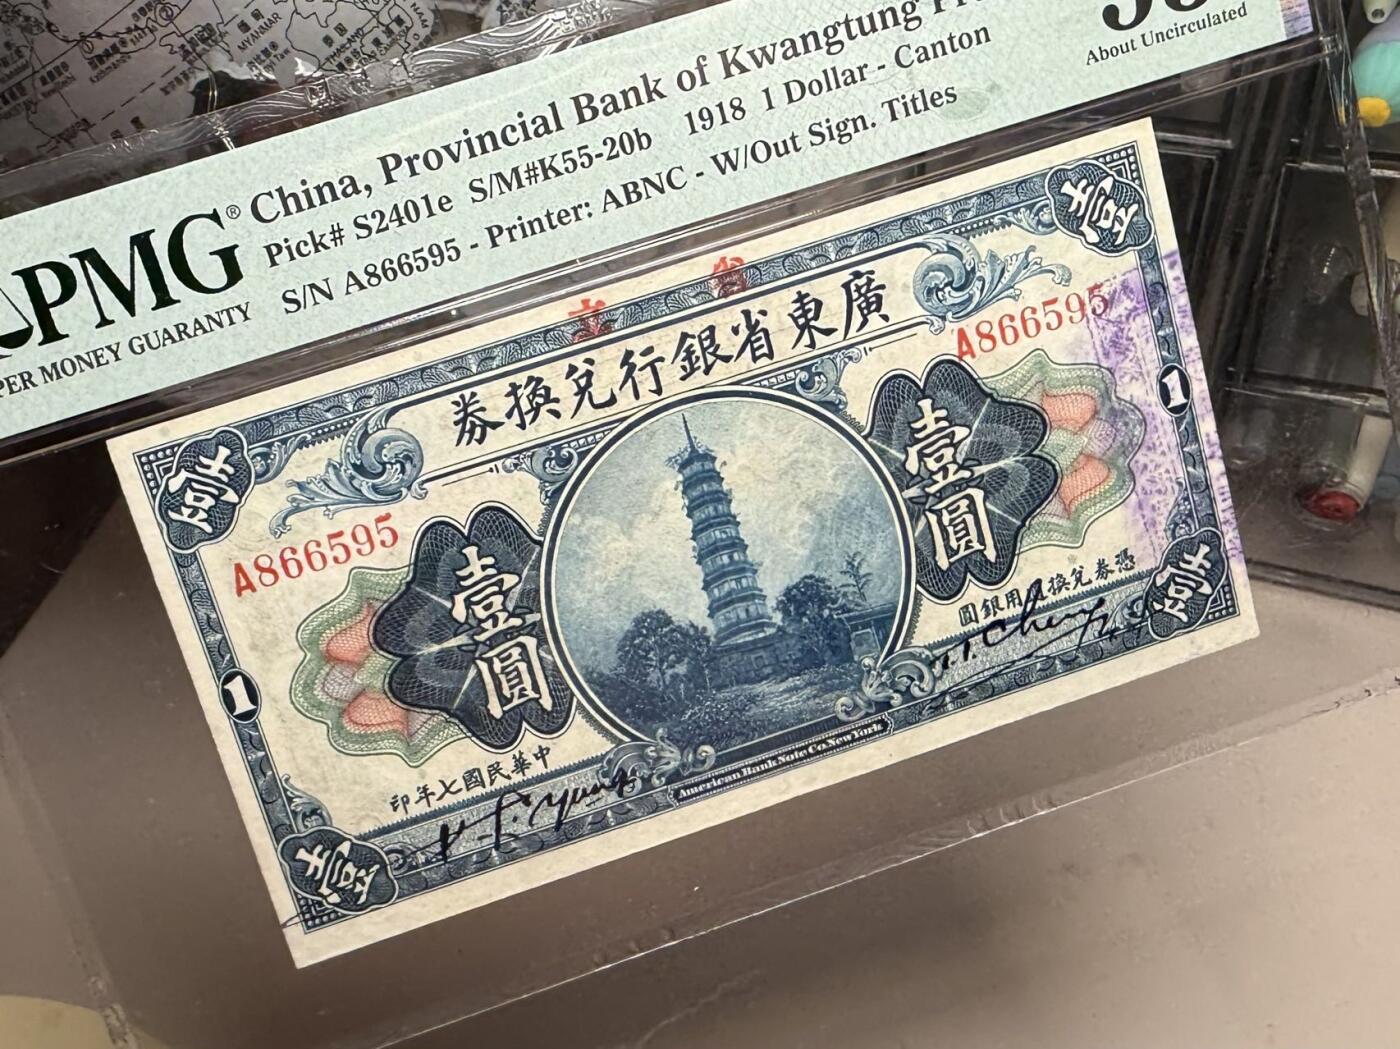 China, Provincial Bank of Kwangtung
Pick# S2401e S/M#K55-20b 1918 1 Dollar - Canton
S/N A866595 - Printer: ABNC - W/Out Sign. Titles
About Uncirculated
PMG®
PER MONEY GUARANTY
MYANMAR
券換兌行銀省東廣
壹
壹
A866595
A866595
1
1
壹圓
壹圓
憑券兌換
用銀圓
印年七國民華中
American Bank Note Co. New York
壹
壹